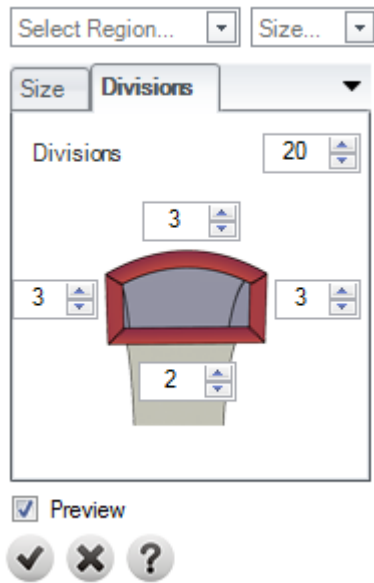 Select Region... Size...
Size Divisions
Divisions 20
3
3 3
2
Preview
?